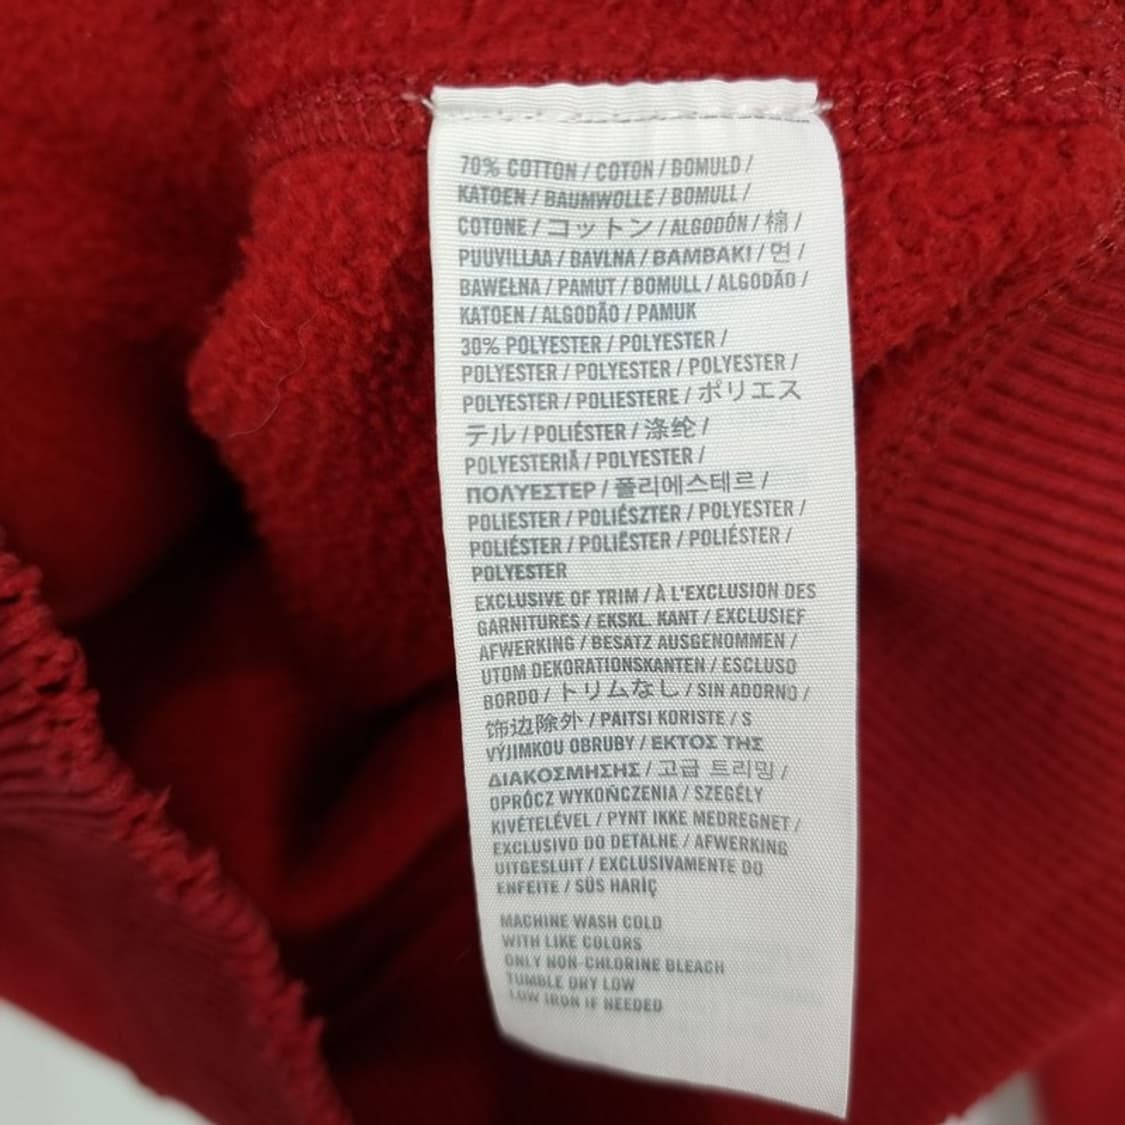 70% COTTON / COTON / BOMULD /
KATOEN / BAUMWOLLE / BOMULL /
COTONE / コットン / ALGODÓN / 棉 /
PUUVILLAA / BAVLNA / BAMBAKI / 면 /
BAWEŁNA / PAMUT / BOMULL / ALGODÃO /
KATOEN / ALGODÃO / PAMUK
30% POLYESTER / POLYESTER /
POLYESTER / POLYESTER / POLYESTER /
POLYESTER / POLIESTERE / ポリエス
テル / POLIÉSTER / 涤纶 /
POLYESTERIÄ / POLYESTER /
ΠΟΛΥΕΣΤΕΡ / 폴리에스테르 /
POLIESTER / POLIÉSZTER / POLYESTER /
POLIÉSTER / POLIËSTER / POLIÉSTER /
POLYESTER
EXCLUSIVE OF TRIM / À L'EXCLUSION DES
GARNITURES / EKSKL. KANT / EXCLUSIEF
AFWERKING / BESATZ AUSGENOMMEN /
UTOM DEKORATIONSKANTEN / ESCLUSO
BORDO / トリムなし / SIN ADORNO /
饰边除外 / PAITSI KORISTE / S
VÝJIMKOU OBRUBY / ΕΚΤΟΣ ΤΗΣ
ΔΙΑΚΟΣΜΗΣΗΣ / 고급 트리밍 /
OPRÓCZ WYKOŃCZENIA / SZEGÉLY
KIVÉTELÉVEL / PYNT IKKE MEDREGNET /
EXCLUSIVO DO DETALHE / AFWERKING
UITGESLUIT / EXCLUSIVAMENTE DO
ENFEITE / SÜS HARİÇ
MACHINE WASH COLD
WITH LIKE COLORS
ONLY NON-CHLORINE BLEACH
TUMBLE DRY LOW
LOW IRON IF NEEDED